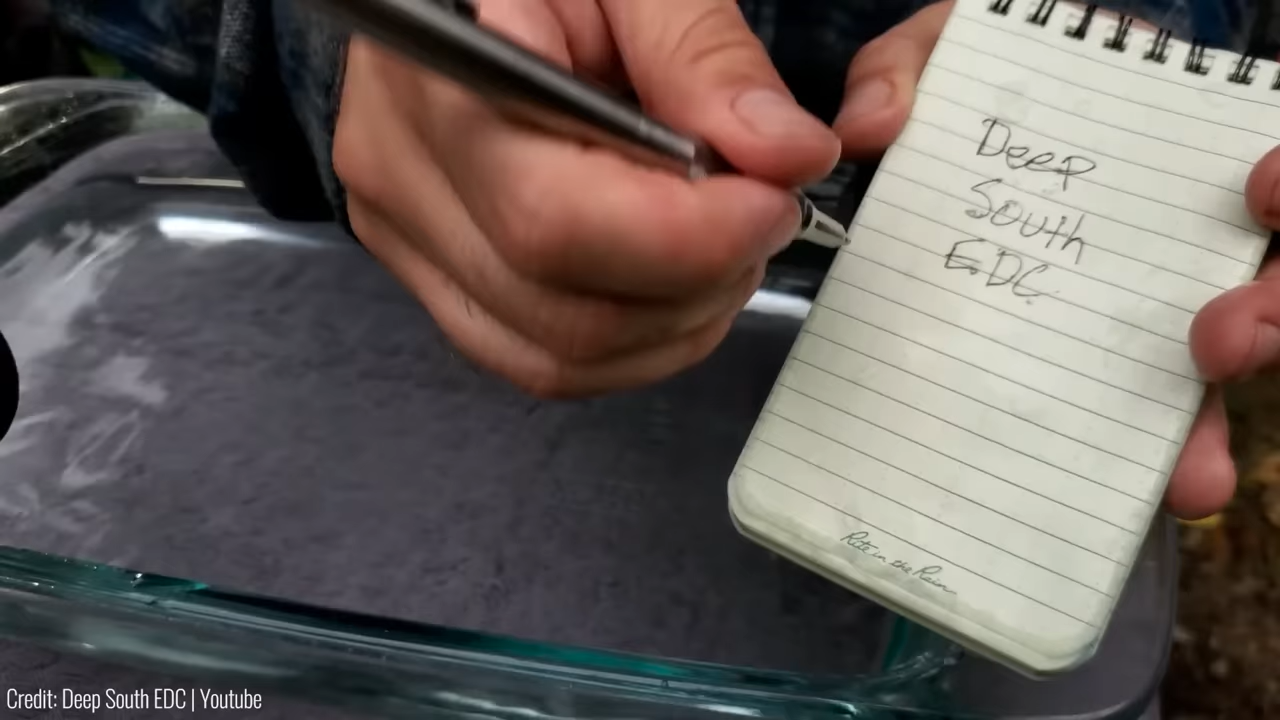 Deep
South
EDC
Rite in the Rain
Credit: Deep South EDC | Youtube